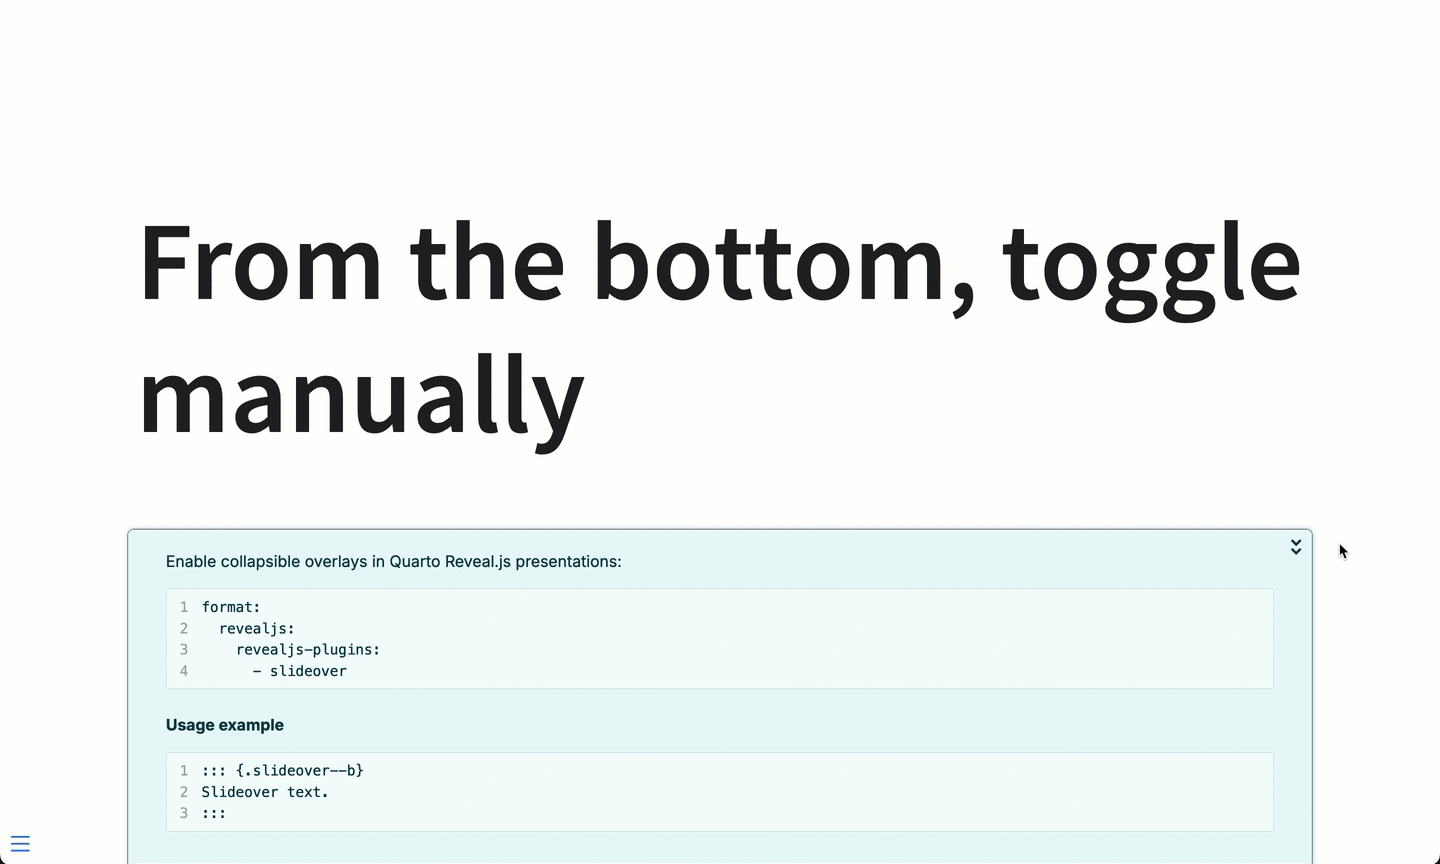 From the bottom, toggle
manually
Enable collapsible overlays in Quarto Reveal.js presentations:
1 format:
2   revealjs:
3     revealjs-plugins:
4       - slideover
Usage example
1 ::: {.slideover--b}
2 Slideover text.
3 :::